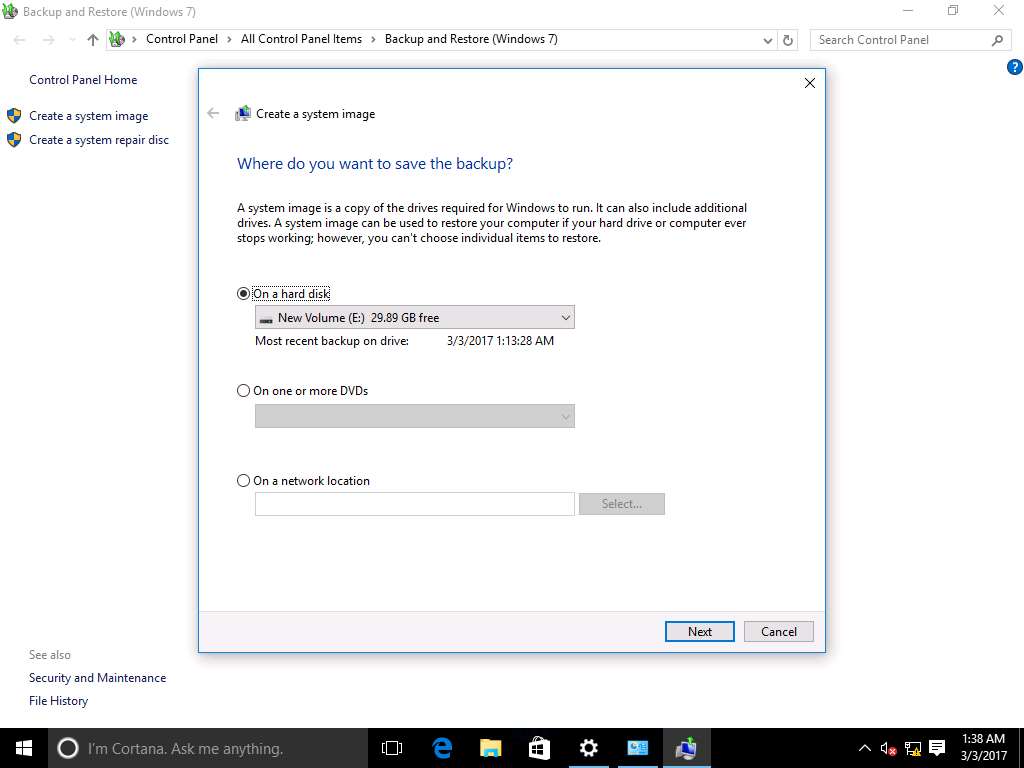 Backup and Restore (Windows 7)
Control Panel > All Control Panel Items > Backup and Restore (Windows 7)
Search Control Panel
?
Control Panel Home
Create a system image
Create a system repair disc
Create a system image
Where do you want to save the backup?
A system image is a copy of the drives required for Windows to run. It can also include additional
drives. A system image can be used to restore your computer if your hard drive or computer ever
stops working; however, you can't choose individual items to restore.
On a hard disk
New Volume (E:) 29.89 GB free
Most recent backup on drive: 3/3/2017 1:13:28 AM
On one or more DVDs
On a network location
Select...
Next
Cancel
See also
Security and Maintenance
File History
I'm Cortana. Ask me anything.
1:38 AM
3/3/2017